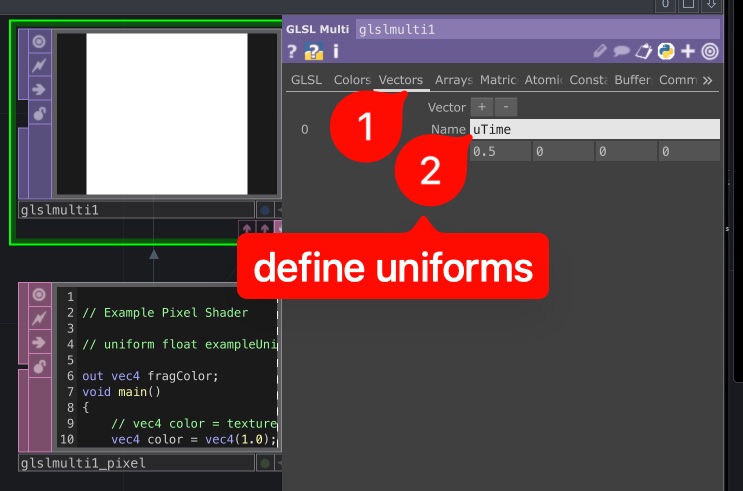 0
GLSL Multi glslmulti1
? ? i
GLSL Colors Vectors Arrays Matric Atomic Consta Buffer Comm »
Vector + -
0 Name uTime
0.5 0 0 0
1
2
define uniforms
glslmulti1
1
2 // Example Pixel Shader
3
4 // uniform float exampleUni
5
6 out vec4 fragColor;
7 void main()
8 {
9 // vec4 color = texture
10 vec4 color = vec4(1.0);
glslmulti1_pixel